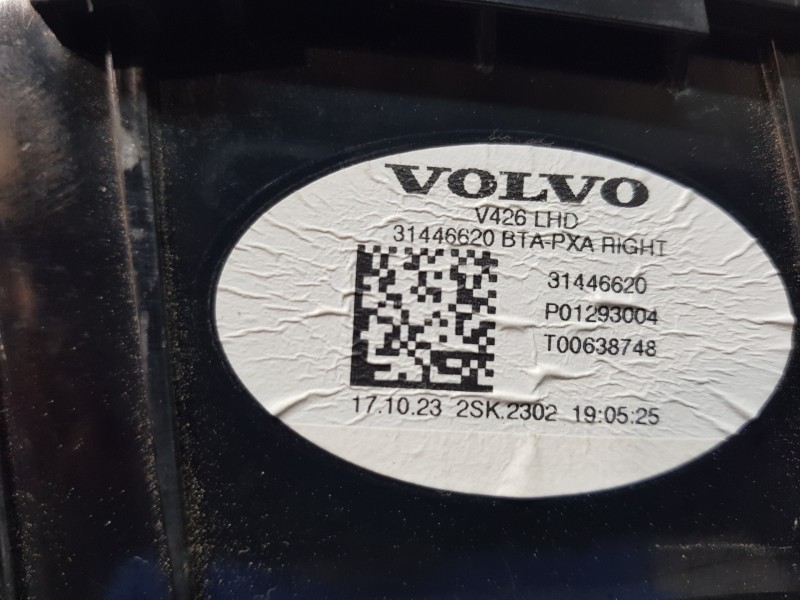 VOLVO
V426 LHD
31446620 BTA-PXA RIGHT
31446620
P01293004
T00638748
17.10.23 2SK.2302 19:05:25